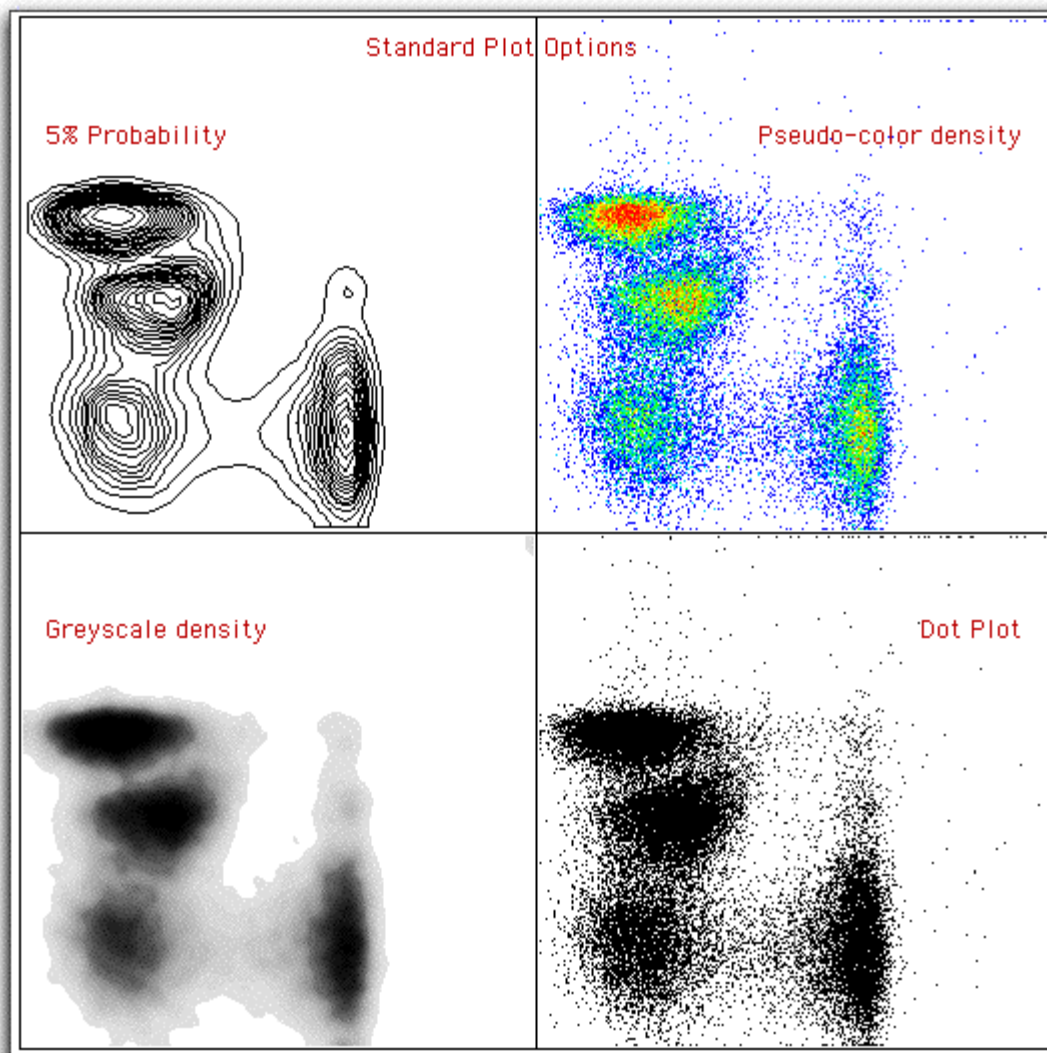 Standard Plot Options
5% Probability
Pseudo-color density
Greyscale density
Dot Plot